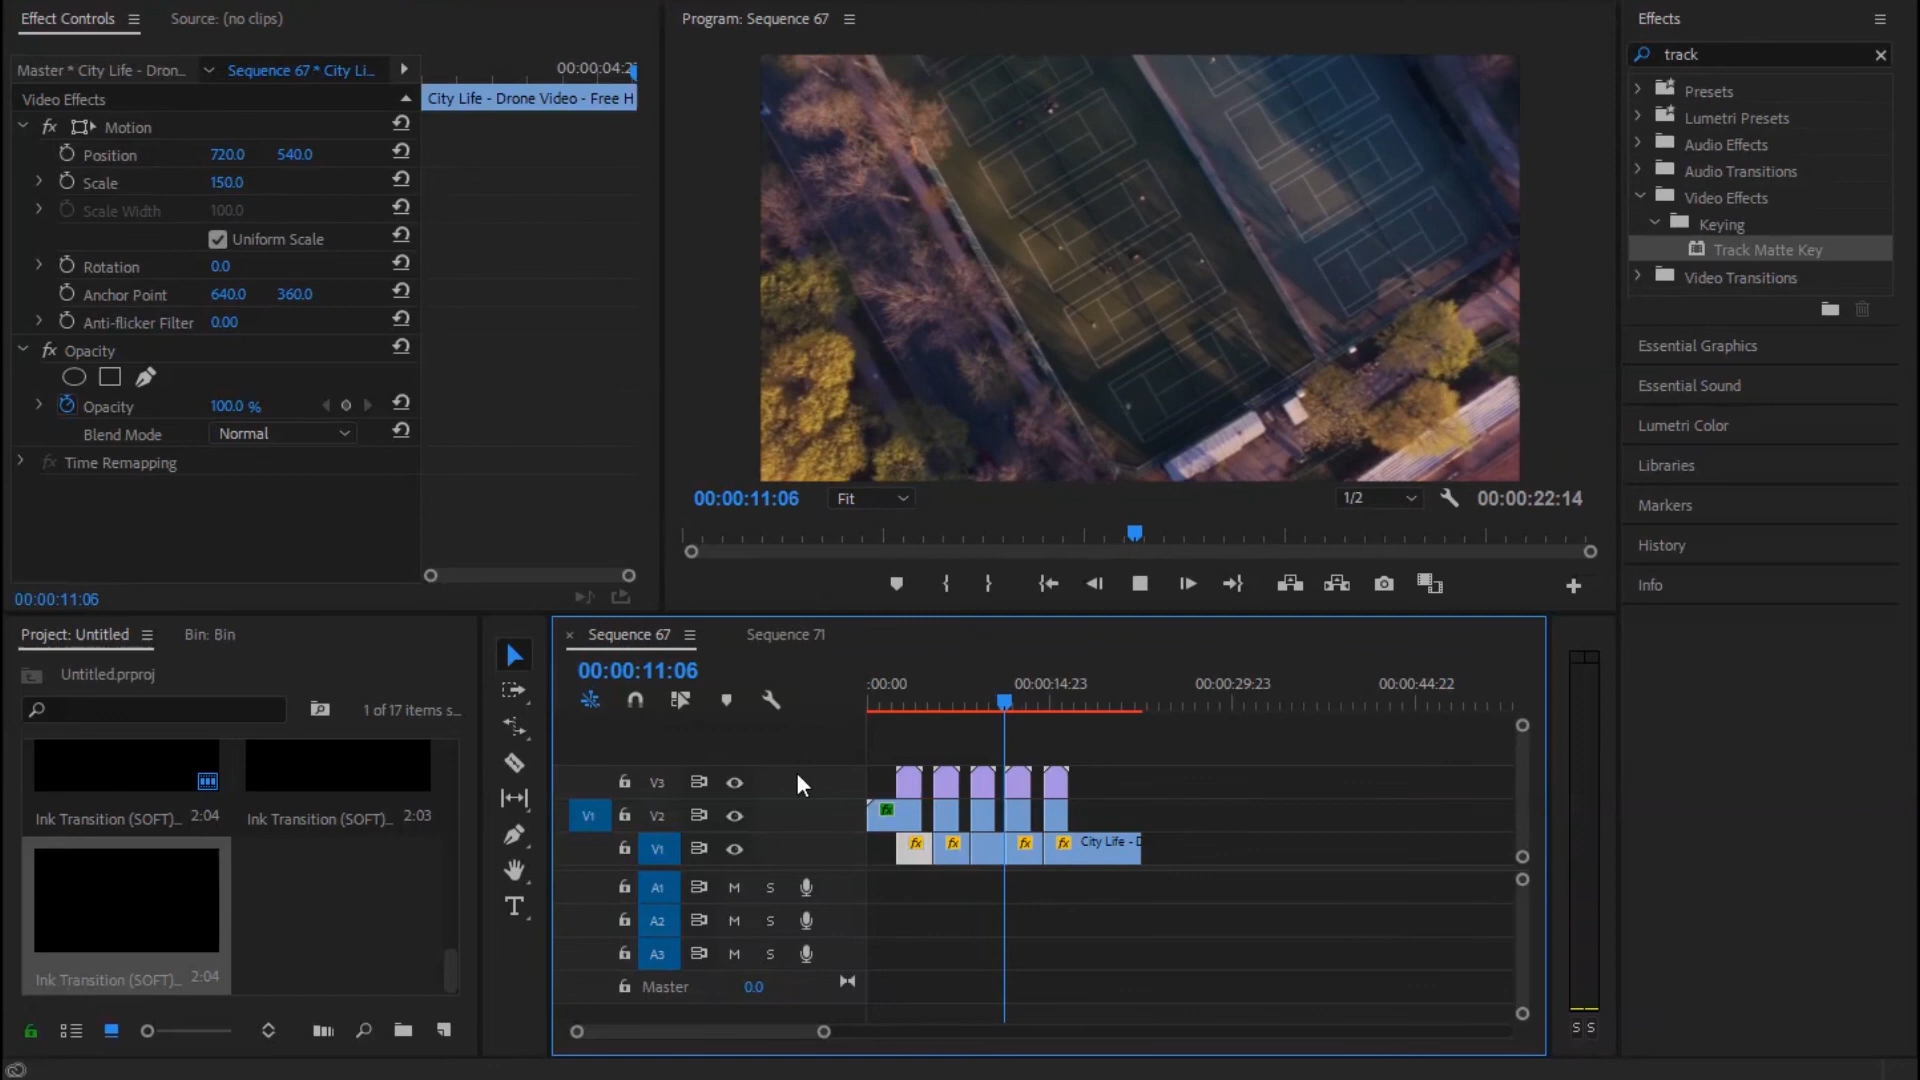 Effect Controls
Source: (no clips)
Master * City Life - Dron...
Sequence 67 * City Li...
00:00:04:2
Video Effects
City Life - Drone Video - Free H
fx Motion
Position 720.0 540.0
Scale 150.0
Scale Width 100.0
Uniform Scale
Rotation 0.0
Anchor Point 640.0 360.0
Anti-flicker Filter 0.00
fx Opacity
Opacity 100.0 %
Blend Mode Normal
fx Time Remapping
00:00:11:06
Program: Sequence 67
00:00:11:06
Fit
1/2
00:00:22:14
Effects
track
Presets
Lumetri Presets
Audio Effects
Audio Transitions
Video Effects
Keying
Track Matte Key
Video Transitions
Essential Graphics
Essential Sound
Lumetri Color
Libraries
Markers
History
Info
Project: Untitled
Bin: Bin
Untitled.prproj
1 of 17 items s...
Ink Transition (SOFT)... 2:04
Ink Transition (SOFT)... 2:03
Ink Transition (SOFT)... 2:04
Sequence 67
Sequence 71
00:00:11:06
:00:00
00:00:14:23
00:00:29:23
00:00:44:22
V3
V1 V2
fx
V1
fx fx fx fx City Life - D
A1 M S
A2 M S
A3 M S
Master 0.0
S S